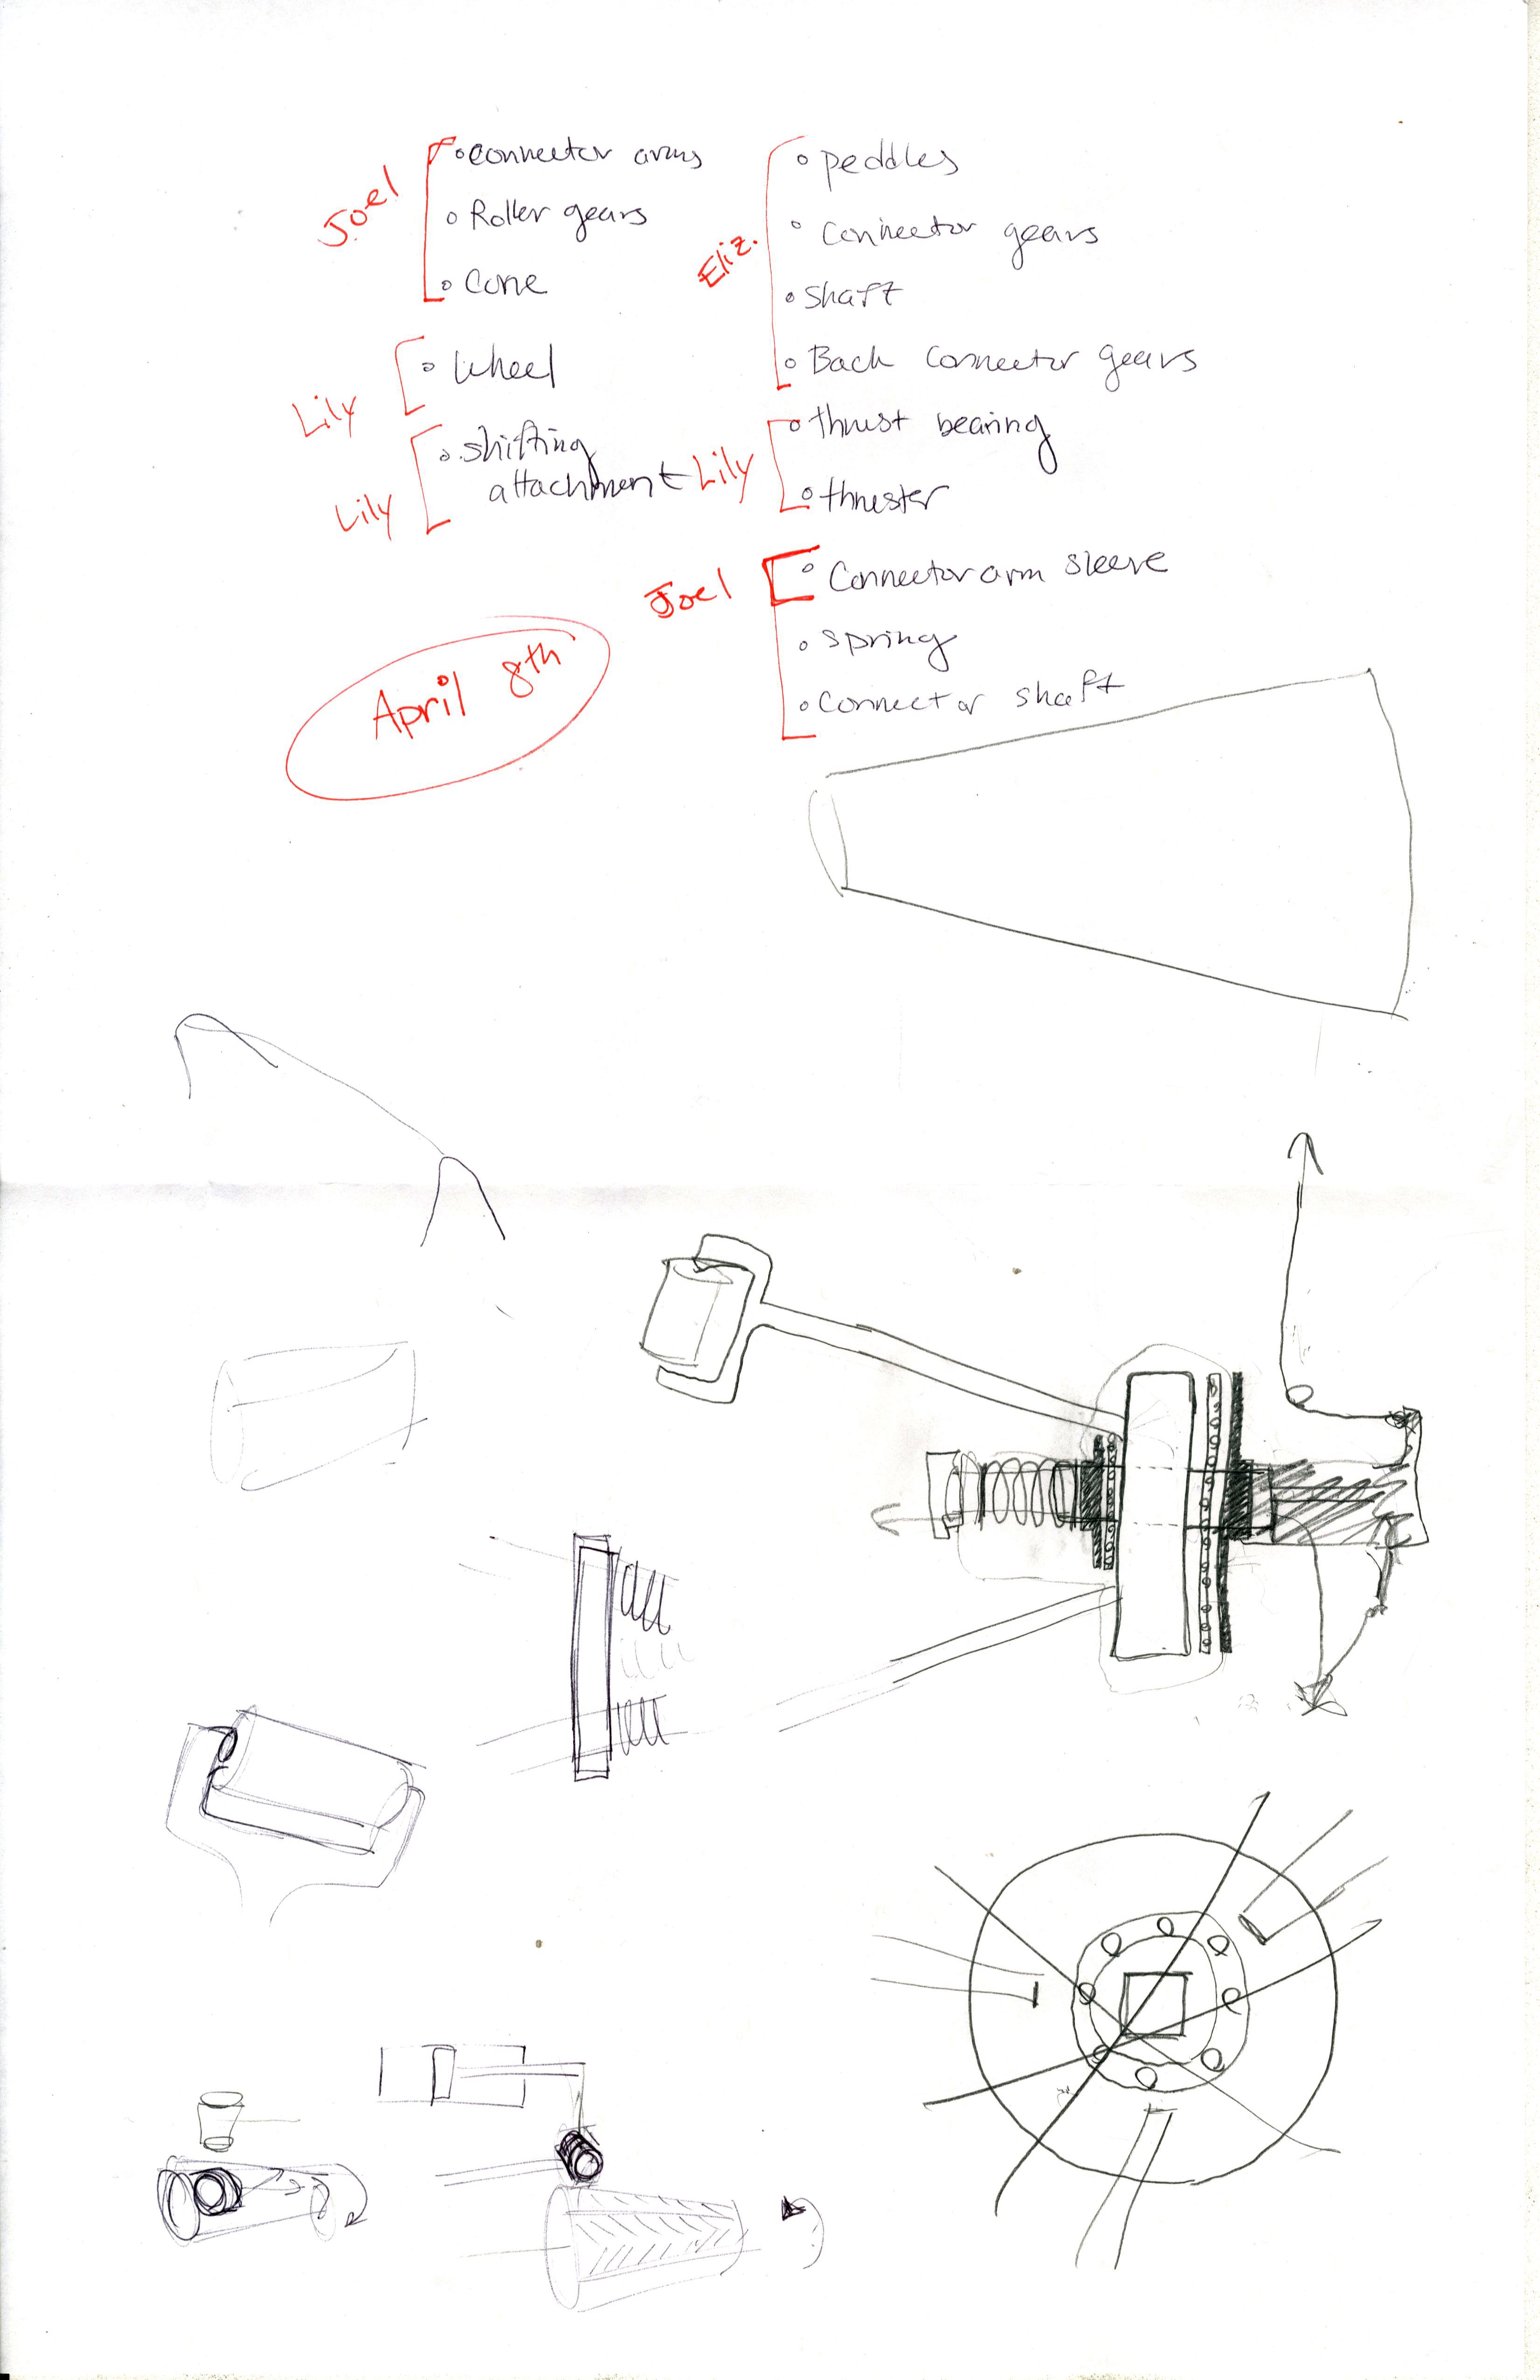 Joel
connector arms
Roller gears
Cone
Lily
Wheel
Lily
shifting
attachment
Eliz.
peddles
Connector gears
shaft
Back connector gears
Lily
thrust bearing
thruster
Joel
Connector arm sleeve
spring
Connector shaft
April 8th